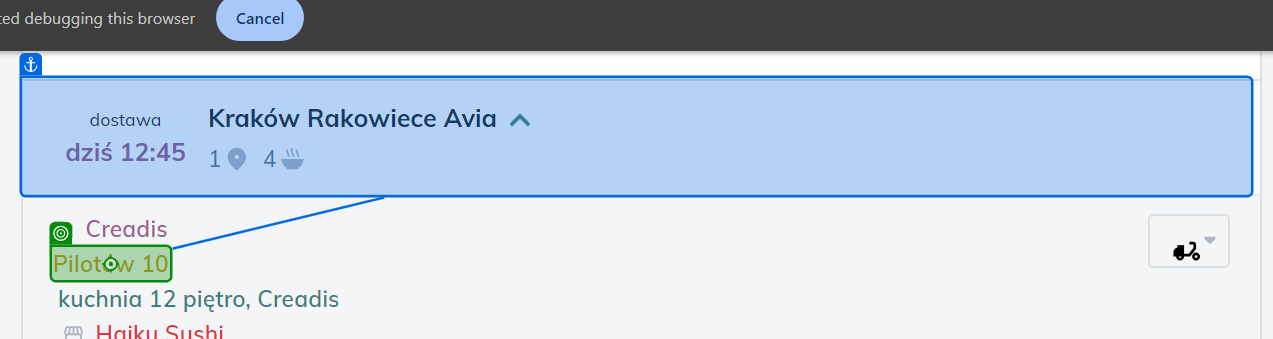 debugging this browser
Cancel
dostawa
Kraków Rakowiece Avia
dziś 12:45
1
4
Creadis
Pilotów 10
kuchnia 12 piętro, Creadis
Haiku Sushi